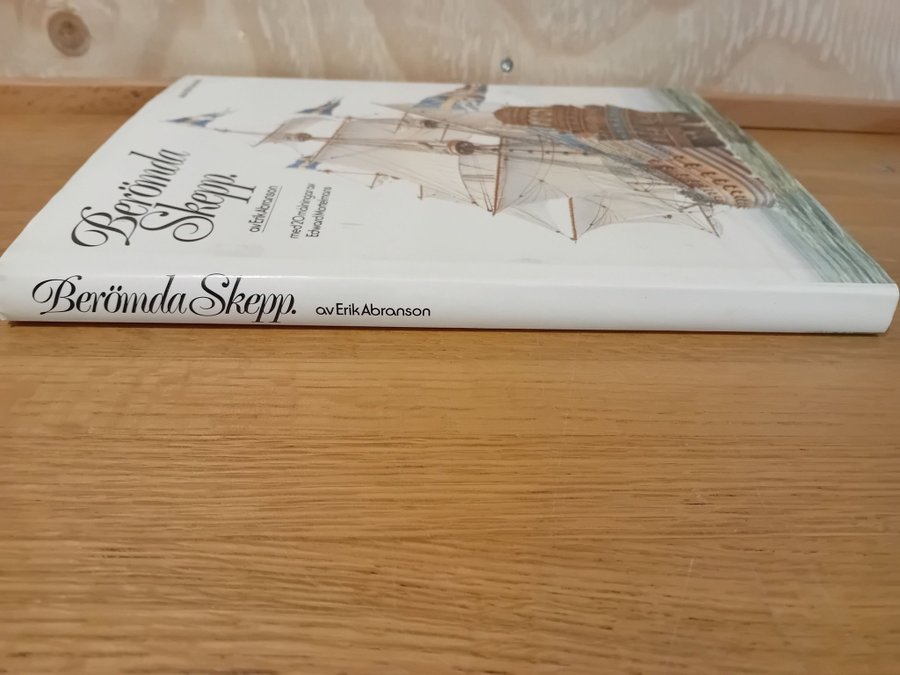 Berömda
Skepp.
av Erik Abranson
med 20 målningar av
Edward Mortelmans
Berömda Skepp. av Erik Abranson